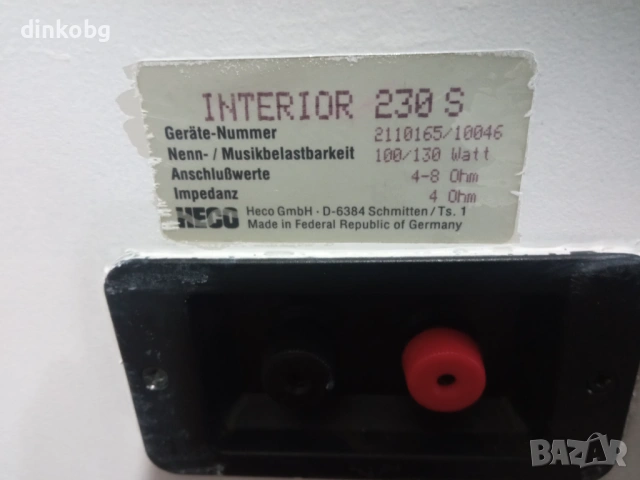 dinkobg
INTERIOR 230 S
Geräte-Nummer 2110165/10046
Nenn- / Musikbelastbarkeit 100/130 Watt
Anschlußwerte 4-8 Ohm
Impedanz 4 Ohm
HECO Heco GmbH · D-6384 Schmitten/Ts. 1
Made in Federal Republic of Germany
BAZAR
bg